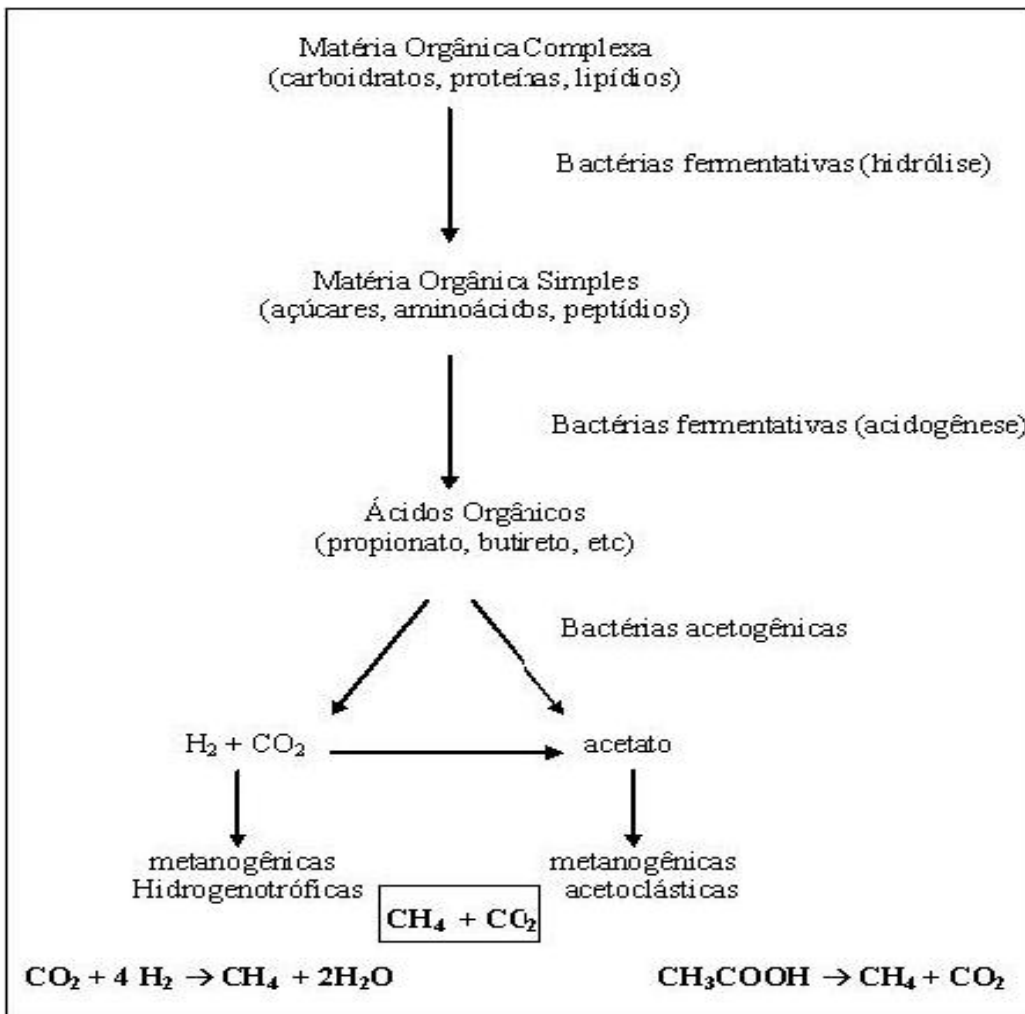 Matéria Orgânica Complexa
(carboidratos, proteínas, lipídios)
Bactérias fermentativas (hidrólise)
Matéria Orgânica Simples
(açúcares, aminoácidos, peptídios)
Bactérias fermentativas (acidogênese)
Ácidos Orgânicos
(propionato, butireto, etc)
Bactérias acetogênicas
H₂ + CO₂
acetato
metanogênicas
Hidrogenotróficas
metanogênicas
acetoclásticas
CH₄ + CO₂
CO₂ + 4 H₂ → CH₄ + 2H₂O
CH₃COOH → CH₄ + CO₂